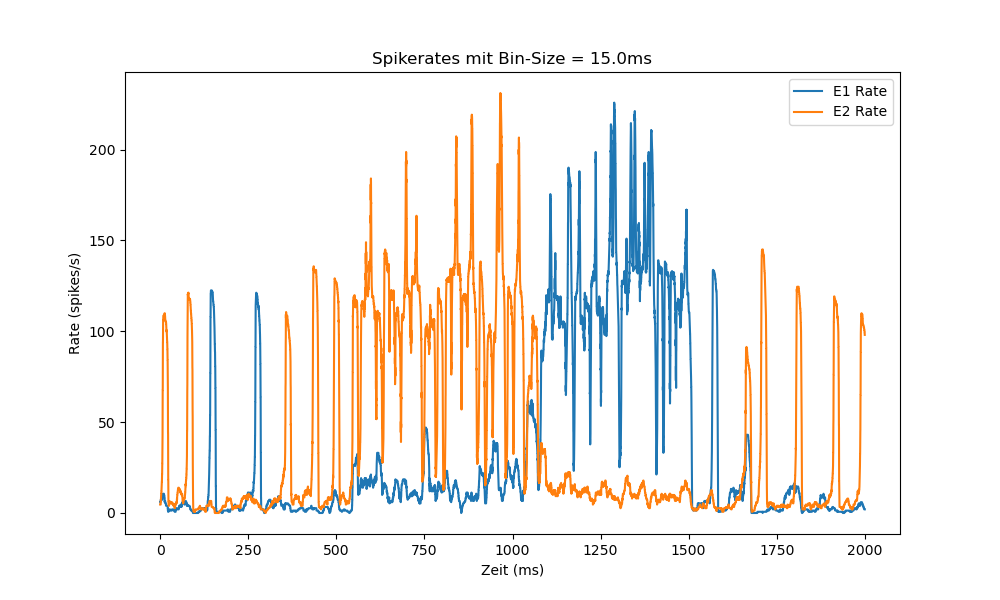 Spikerates mit Bin-Size = 15.0ms
E1 Rate
E2 Rate
Rate (spikes/s)
200
150
100
50
0
0 250 500 750 1000 1250 1500 1750 2000
Zeit (ms)